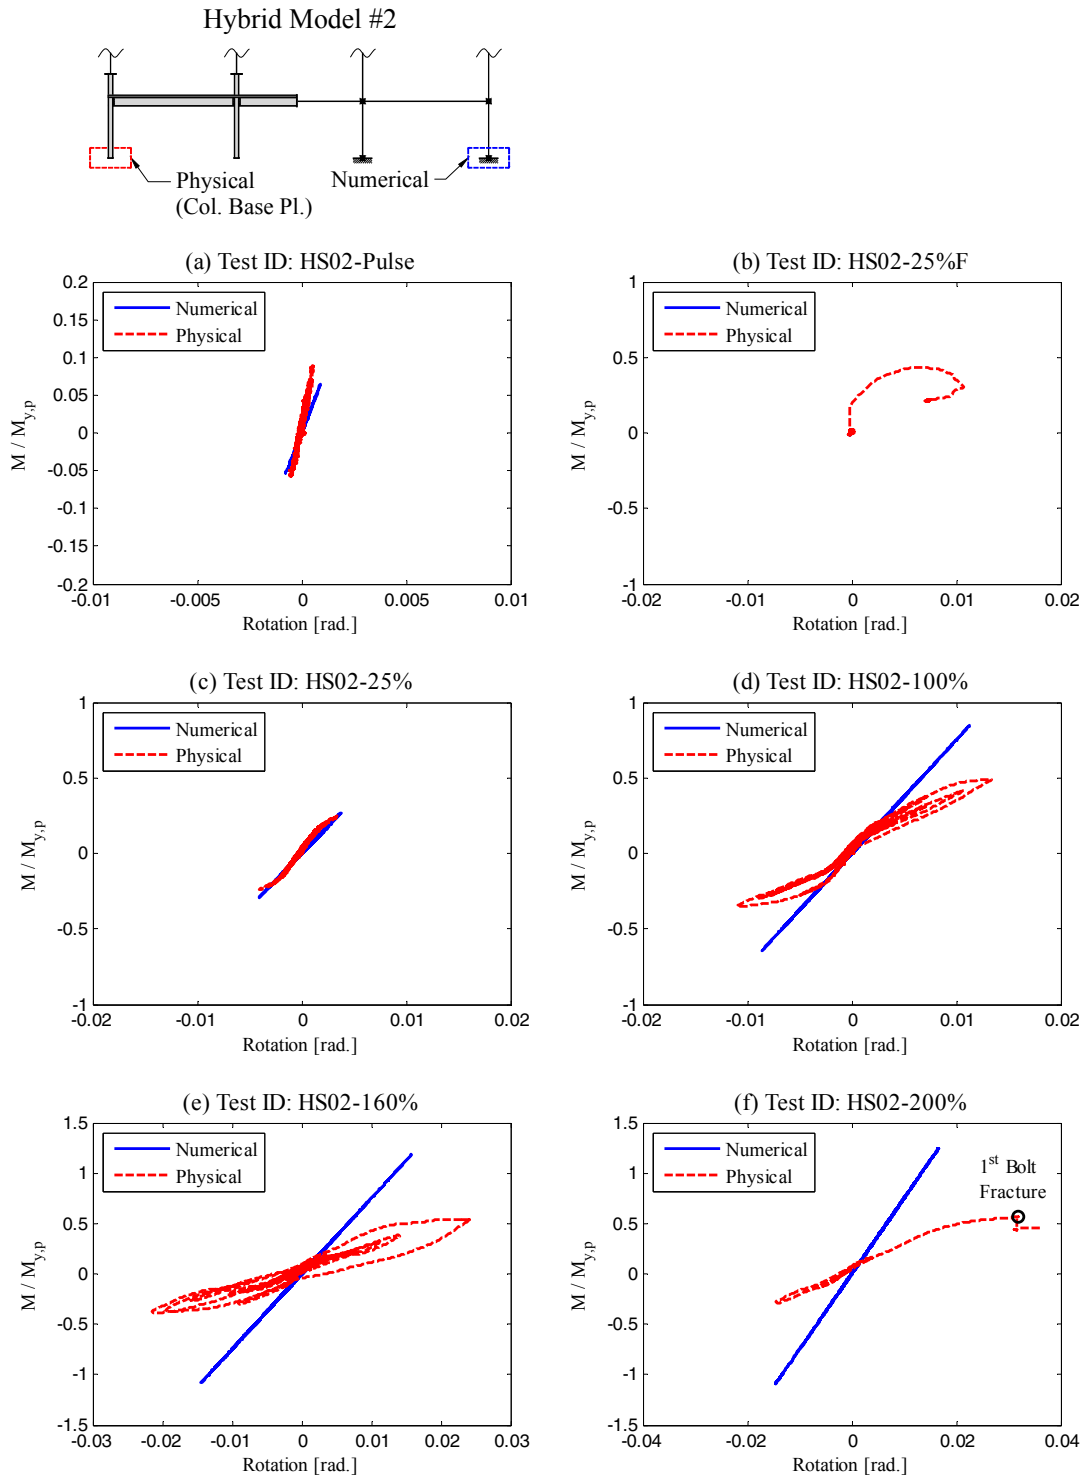 Hybrid Model #2
Physical
(Col. Base Pl.)
Numerical
(a) Test ID: HS02-Pulse
0.2
0.15
0.1
0.05
0
-0.05
-0.1
-0.15
-0.2
M / M_y,p
Numerical
Physical
-0.01 -0.005 0 0.005 0.01
Rotation [rad.]
(b) Test ID: HS02-25%F
1
0.5
0
-0.5
-1
M / M_y,p
Numerical
Physical
-0.02 -0.01 0 0.01 0.02
Rotation [rad.]
(c) Test ID: HS02-25%
1
0.5
0
-0.5
-1
M / M_y,p
Numerical
Physical
-0.02 -0.01 0 0.01 0.02
Rotation [rad.]
(d) Test ID: HS02-100%
1
0.5
0
-0.5
-1
M / M_y,p
Numerical
Physical
-0.02 -0.01 0 0.01 0.02
Rotation [rad.]
(e) Test ID: HS02-160%
1.5
1
0.5
0
-0.5
-1
-1.5
M / M_y,p
Numerical
Physical
-0.03 -0.02 -0.01 0 0.01 0.02 0.03
Rotation [rad.]
(f) Test ID: HS02-200%
1.5
1
0.5
0
-0.5
-1
-1.5
M / M_y,p
Numerical
Physical
1st Bolt
Fracture
-0.04 -0.02 0 0.02 0.04
Rotation [rad.]